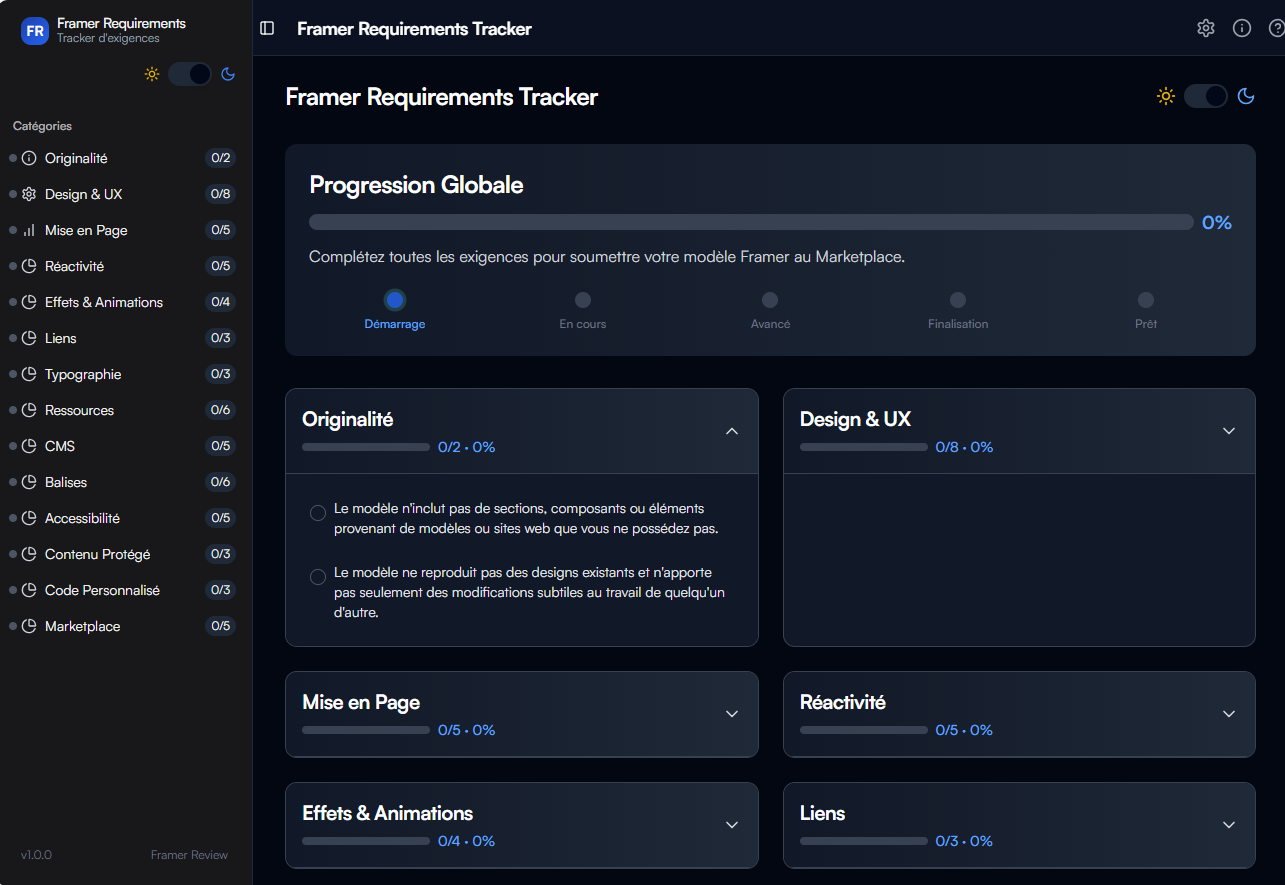 FR
Framer Requirements
Tracker d'exigences
Catégories
Originalité 0/2
Design & UX 0/8
Mise en Page 0/5
Réactivité 0/5
Effets & Animations 0/4
Liens 0/3
Typographie 0/3
Ressources 0/6
CMS 0/5
Balises 0/6
Accessibilité 0/5
Contenu Protégé 0/3
Code Personnalisé 0/3
Marketplace 0/5
v1.0.0 Framer Review
Framer Requirements Tracker
Framer Requirements Tracker
Progression Globale
0%
Complétez toutes les exigences pour soumettre votre modèle Framer au Marketplace.
Démarrage En cours Avancé Finalisation Prêt
Originalité
0/2 · 0%
Le modèle n'inclut pas de sections, composants ou éléments
provenant de modèles ou sites web que vous ne possédez pas.
Le modèle ne reproduit pas des designs existants et n'apporte
pas seulement des modifications subtiles au travail de quelqu'un
d'autre.
Design & UX
0/8 · 0%
Mise en Page
0/5 · 0%
Réactivité
0/5 · 0%
Effets & Animations
0/4 · 0%
Liens
0/3 · 0%